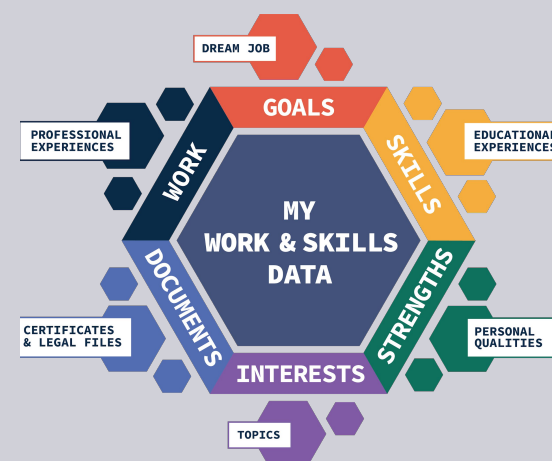 DREAM JOB
GOALS
PROFESSIONAL
EXPERIENCES
WORK
SKILLS
EDUCATIONAL
EXPERIENCES
MY
WORK & SKILLS
DATA
DOCUMENTS
STRENGTHS
CERTIFICATES
& LEGAL FILES
PERSONAL
QUALITIES
INTERESTS
TOPICS